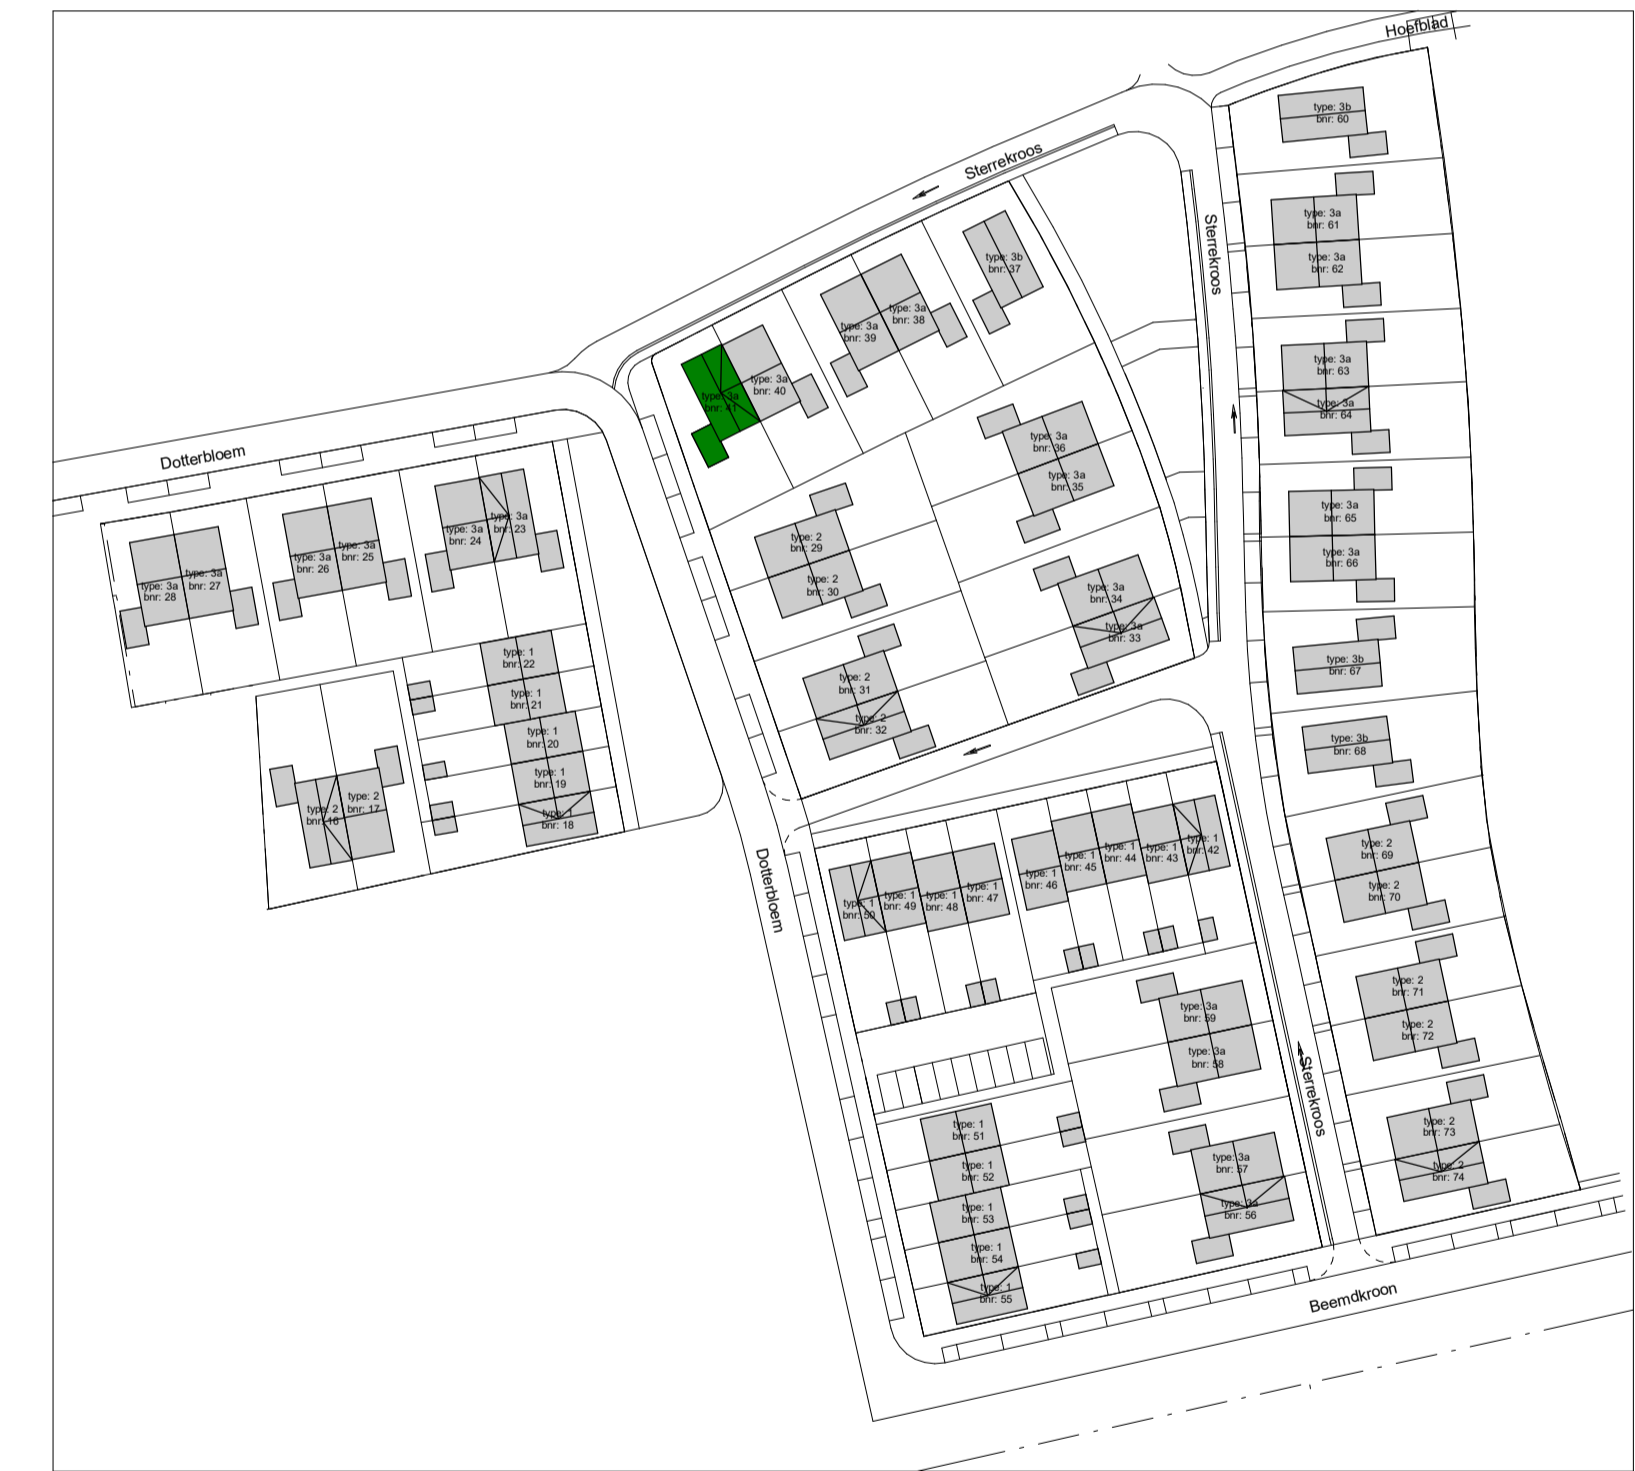 Hoefblad
Sterrekroos
Sterrekroos
Dotterbloem
type: 3b
bnr: 60
type: 3a
bnr: 61
type: 3a
bnr: 62
type: 3a
bnr: 63
type: 3a
bnr: 64
type: 3a
bnr: 65
type: 3a
bnr: 66
type: 3b
bnr: 67
type: 3b
bnr: 68
type: 2
bnr: 69
type: 2
bnr: 70
type: 2
bnr: 71
type: 2
bnr: 72
type: 2
bnr: 73
type: 2
bnr: 74
type: 3b
bnr: 37
type: 3a
bnr: 38
type: 3a
bnr: 39
type: 3a
bnr: 40
type: 3a
bnr: 41
type: 3a
bnr: 36
type: 3a
bnr: 35
type: 3a
bnr: 34
type: 3a
bnr: 33
type: 2
bnr: 29
type: 2
bnr: 30
type: 2
bnr: 31
type: 2
bnr: 32
type: 3a
bnr: 23
type: 3a
bnr: 24
type: 3a
bnr: 25
type: 3a
bnr: 26
type: 3a
bnr: 27
type: 3a
bnr: 28
type: 1
bnr: 22
type: 1
bnr: 21
type: 1
bnr: 20
type: 1
bnr: 19
type: 1
bnr: 18
type: 2
bnr: 17
type: 2
bnr: 16
Dotterbloem
type: 1
bnr: 42
type: 1
bnr: 43
type: 1
bnr: 44
type: 1
bnr: 45
type: 1
bnr: 46
type: 1
bnr: 47
type: 1
bnr: 48
type: 1
bnr: 49
type: 1
bnr: 50
type: 3a
bnr: 59
type: 3a
bnr: 58
type: 3a
bnr: 57
type: 3a
bnr: 56
type: 1
bnr: 51
type: 1
bnr: 52
type: 1
bnr: 53
type: 1
bnr: 54
type: 1
bnr: 55
Sterrekroos
Beemdkroon